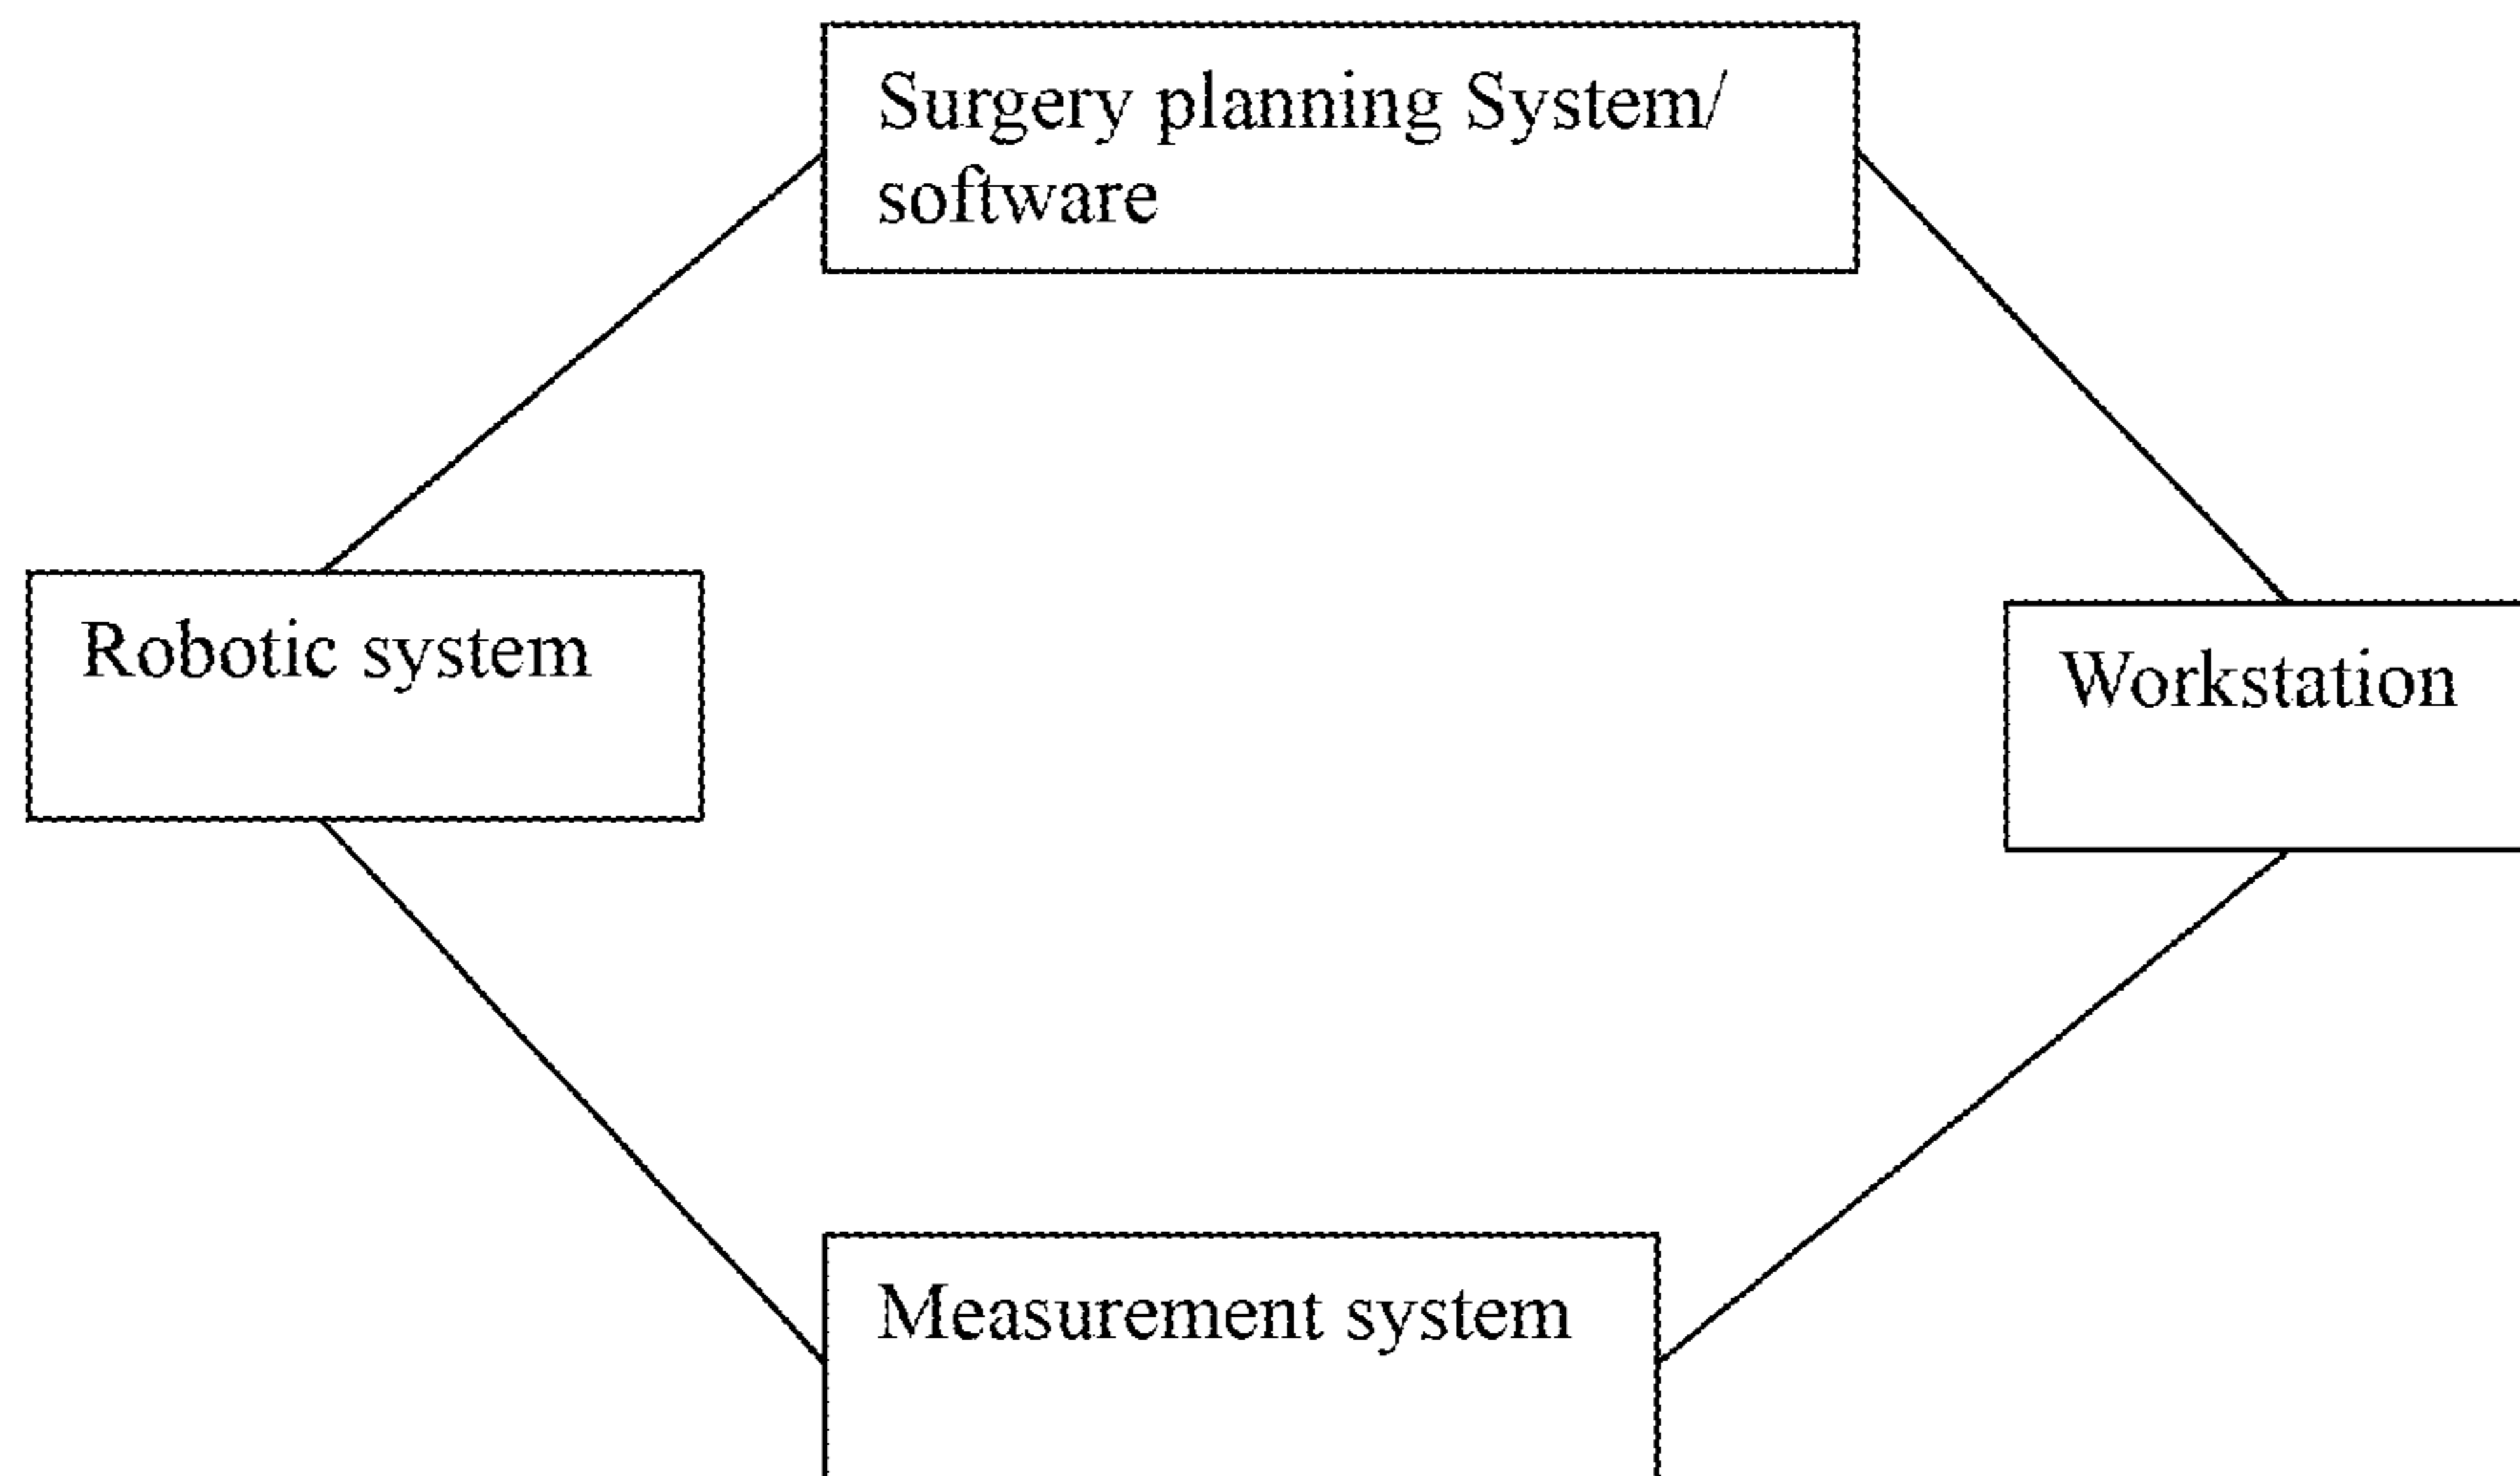 Surgery planning System/
software
Robotic system
Workstation
Measurement system